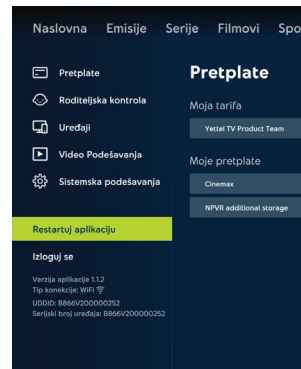 Naslovna Emisije Serije Filmovi Spo
Pretplate
Roditeljska kontrola
Uređaji
Video Podešavanja
Sistemska podešavanja
Restartuj aplikaciju
Izloguj se
Verzija aplikacije 1.1.2
Tip konekcije: WiFi
UDDID: B866V200000252
Serijski broj uređaja: B866V200000252
Pretplate
Moja tarifa
Yettel TV Product Team
Moje pretplate
Cinemax
NPVR additional storage